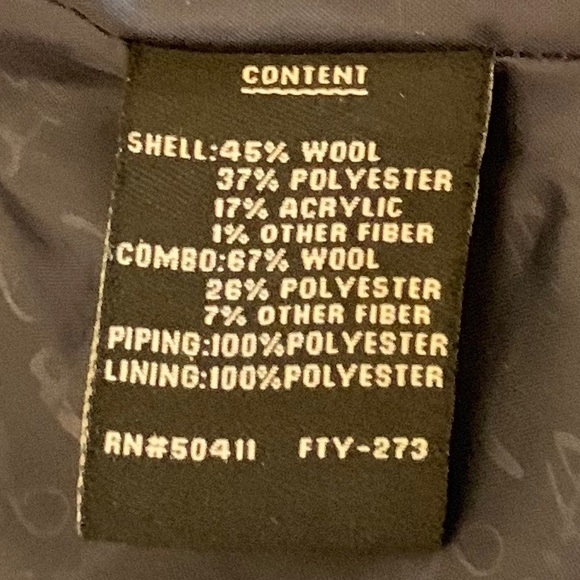 CONTENT
SHELL:45% WOOL
37% POLYESTER
17% ACRYLIC
1% OTHER FIBER
COMBO:67% WOOL
26% POLYESTER
7% OTHER FIBER
PIPING:100%POLYESTER
LINING:100%POLYESTER
RN#50411 FTY-273